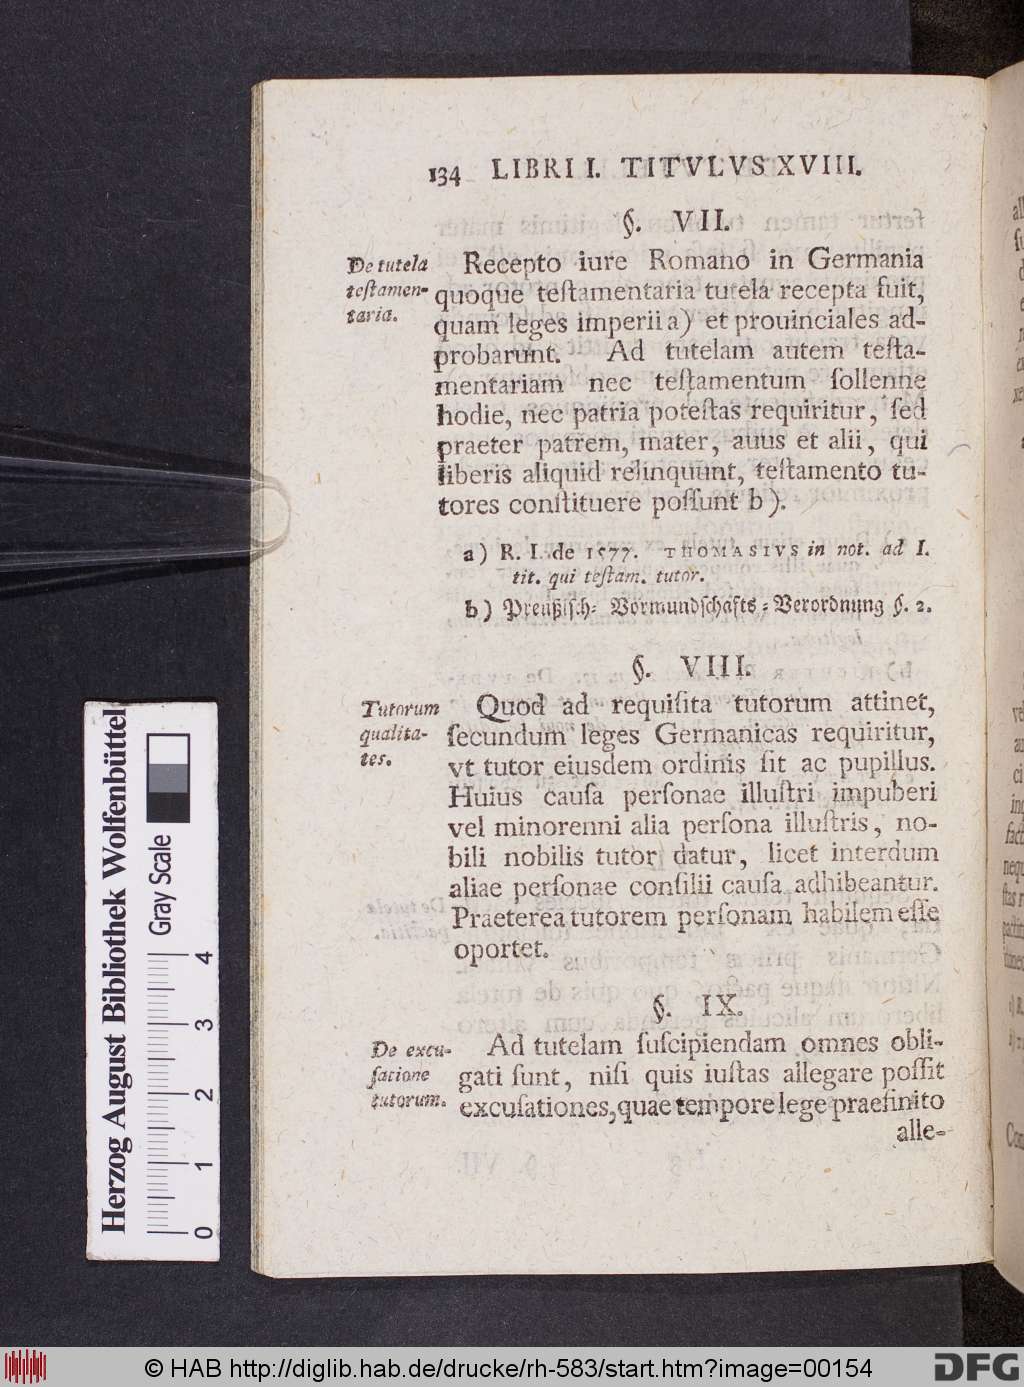 134 LIBRI I. TITVLVS XVIII.
§. VII.
De tutela
testamen-
taria.
Recepto iure Romano in Germania
quoque teſtamentaria tutela recepta fuit,
quam leges imperii a) et prouinciales ad-
probarunt. Ad tutelam autem teſta-
mentariam nec teſtamentum ſollenne
hodie, nec patria poteſtas requiritur, ſed
praeter patrem, mater, auus et alii, qui
liberis aliquid relinquunt, teſtamento tu-
tores conſtituere poſſunt b).
a) R. I. de 1577. THOMASIVS in not. ad I.
tit. qui teſtam. tutor.
b) Preußiſch- Vormundſchafts-Verordnung §. 2.
§. VIII.
Tutorum
qualita-
tes.
Quod ad requiſita tutorum attinet,
ſecundum leges Germanicas requiritur,
vt tutor eiusdem ordinis ſit ac pupillus.
Huius cauſa perſonae illuſtri impuberi
vel minorenni alia perſona illuſtris, no-
bili nobilis tutor datur, licet interdum
aliae perſonae conſilii cauſa adhibeantur.
Praeterea tutorem perſonam habilem eſſe
oportet.
§. IX.
De excu-
ſatione
tutorum.
Ad tutelam ſuſcipiendam omnes obli-
gati ſunt, niſi quis iuſtas allegare poſſit
excuſationes, quae tempore lege praefinito
alle-
Herzog August Bibliothek Wolfenbüttel
Gray Scale
0 1 2 3 4
© HAB http://diglib.hab.de/drucke/rh-583/start.htm?image=00154
DFG